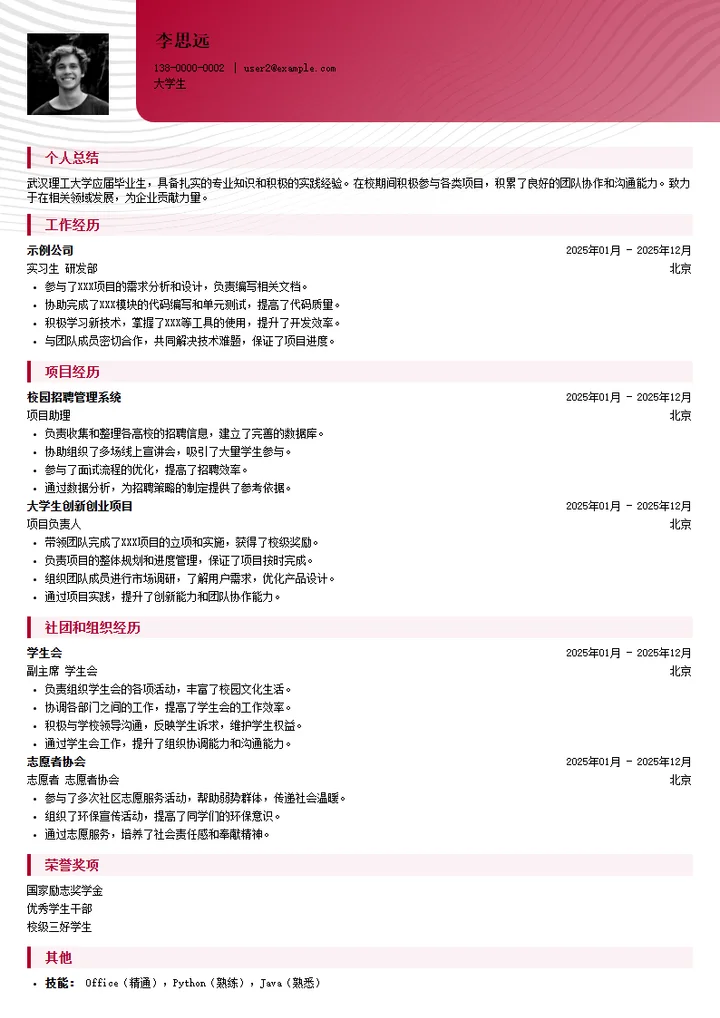 李思远
138-0000-0002 | user2@example.com
大学生
个人总结
武汉理工大学应届毕业生，具备扎实的专业知识和积极的实践经验。在校期间积极参与各类项目，积累了良好的团队协作和沟通能力。致力
于在相关领域发展，为企业贡献力量。
工作经历
示例公司 2025年01月 - 2025年12月
实习生 研发部 北京
• 参与了XXX项目的需求分析和设计，负责编写相关文档。
• 协助完成了XXX模块的代码编写和单元测试，提高了代码质量。
• 积极学习新技术，掌握了XXX等工具的使用，提升了开发效率。
• 与团队成员密切合作，共同解决技术难题，保证了项目进度。
项目经历
校园招聘管理系统 2025年01月 - 2025年12月
项目助理 北京
• 负责收集和整理各高校的招聘信息，建立了完善的数据库。
• 协助组织了多场线上宣讲会，吸引了大量学生参与。
• 参与了面试流程的优化，提高了招聘效率。
• 通过数据分析，为招聘策略的制定提供了参考依据。
大学生创新创业项目 2025年01月 - 2025年12月
项目负责人 北京
• 带领团队完成了XXX项目的立项和实施，获得了校级奖励。
• 负责项目的整体规划和进度管理，保证了项目按时完成。
• 组织团队成员进行市场调研，了解用户需求，优化产品设计。
• 通过项目实践，提升了创新能力和团队协作能力。
社团和组织经历
学生会 2025年01月 - 2025年12月
副主席 学生会 北京
• 负责组织学生会的各项活动，丰富了校园文化生活。
• 协调各部门之间的工作，提高了学生会的工作效率。
• 积极与学校领导沟通，反映学生诉求，维护学生权益。
• 通过学生会工作，提升了组织协调能力和沟通能力。
志愿者协会 2025年01月 - 2025年12月
志愿者 志愿者协会 北京
• 参与了多次社区志愿服务活动，帮助弱势群体，传递社会温暖。
• 组织了环保宣传活动，提高了同学们的环保意识。
• 通过志愿服务，培养了社会责任感和奉献精神。
荣誉奖项
国家励志奖学金
优秀学生干部
校级三好学生
其他
• 技能： Office（精通），Python（熟练），Java（熟悉）